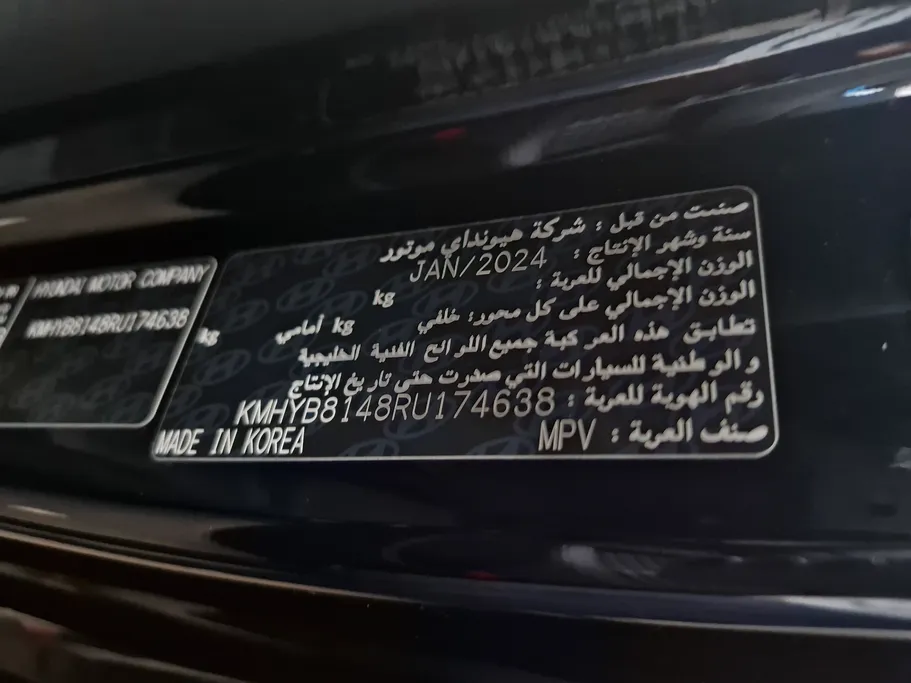 صنعت من قبل : شركة هيونداي موتور
سنة وشهر الإنتاج : JAN/2024
الوزن الإجمالي للعربة : kg
الوزن الإجمالي على كل محور: خلفي kg أمامي kg
تطابق هذه المركبة جميع اللوائح الفنية الخليجية
والوطنية للسيارات التي صدرت حتى تاريخ الإنتاج
رقم الهوية للعربة : KMHYB8148RU174638
صنف العربة : MPV
MADE IN KOREA
HYUNDAI MOTOR COMPANY
KMHYB8148RU174638